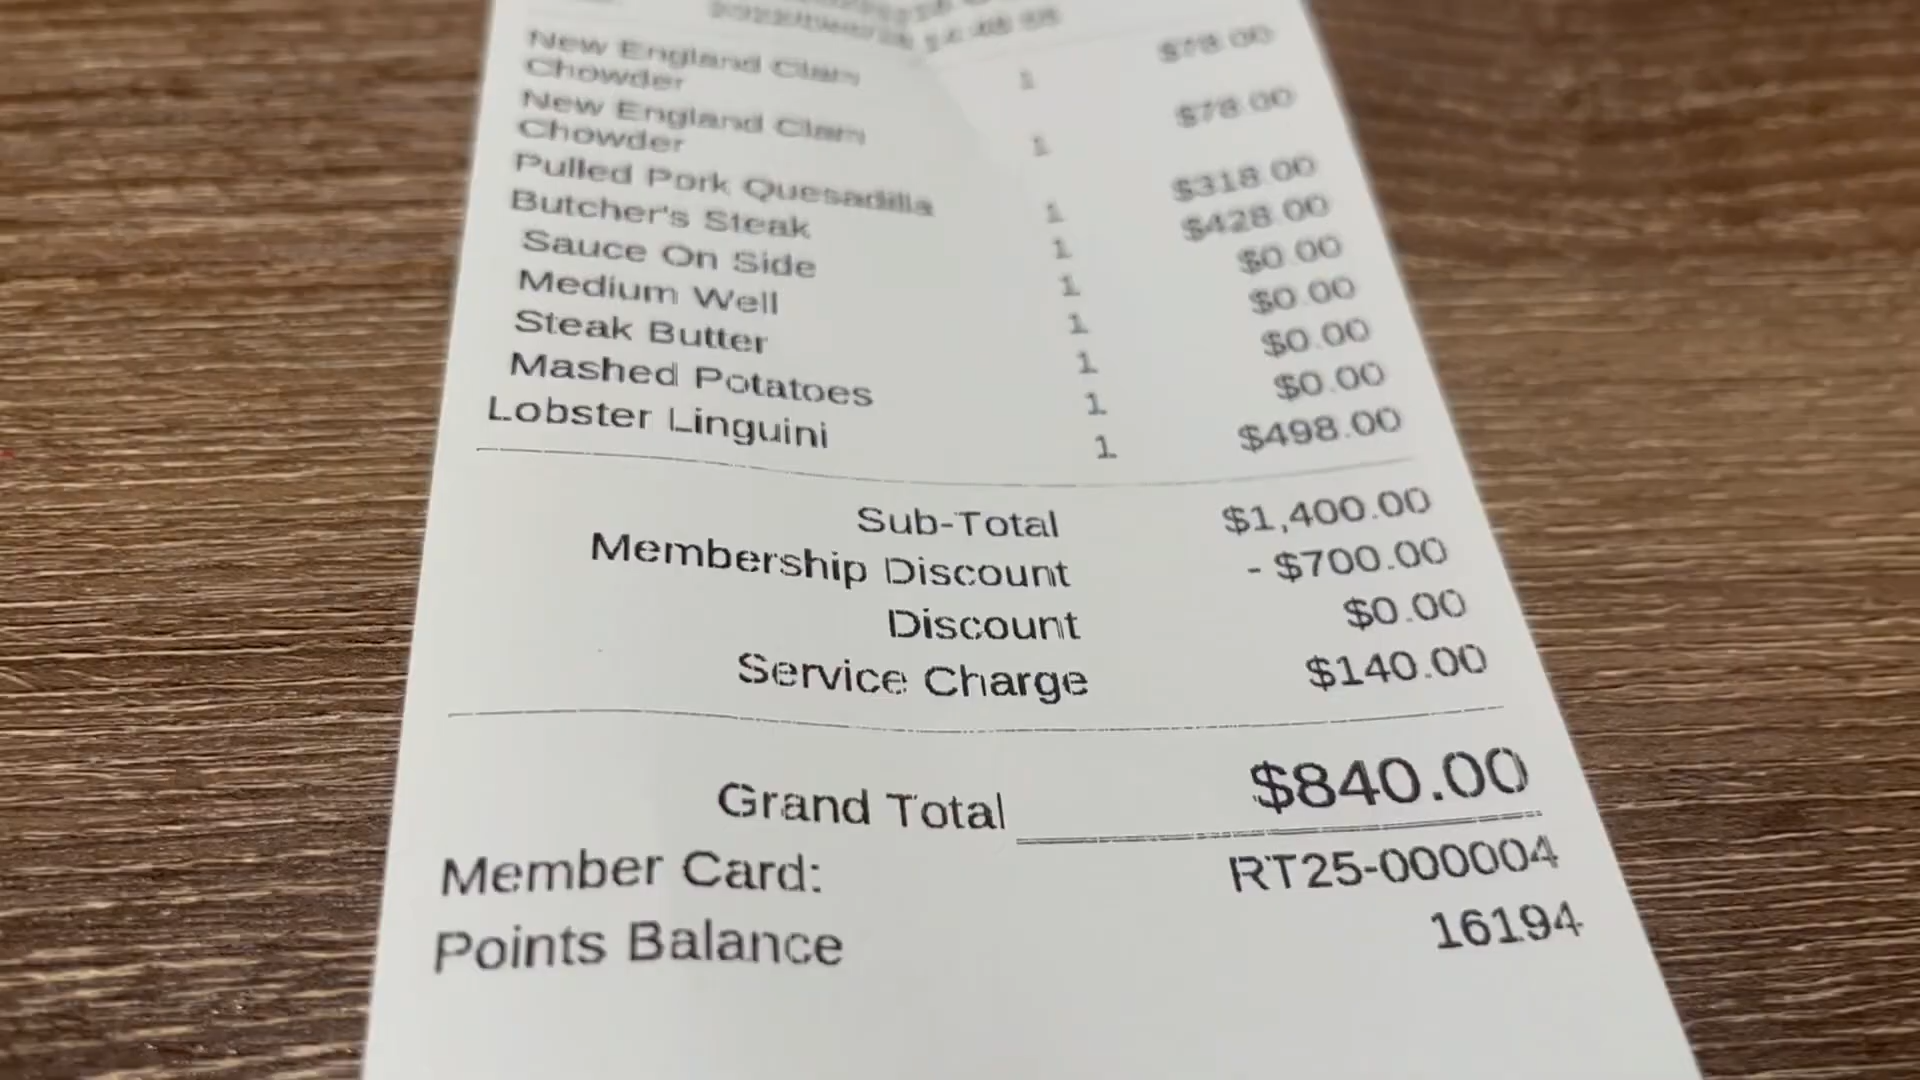 New England Clam 1 $78.00
Chowder
New England Clam 1 $78.00
Chowder
Pulled Pork Quesadilla 1 $318.00
Butcher's Steak 1 $428.00
Sauce On Side 1 $0.00
Medium Well 1 $0.00
Steak Butter 1 $0.00
Mashed Potatoes 1 $0.00
Lobster Linguini 1 $498.00
Sub-Total $1,400.00
Membership Discount - $700.00
Discount $0.00
Service Charge $140.00
Grand Total $840.00
Member Card: RT25-000004
Points Balance 16194